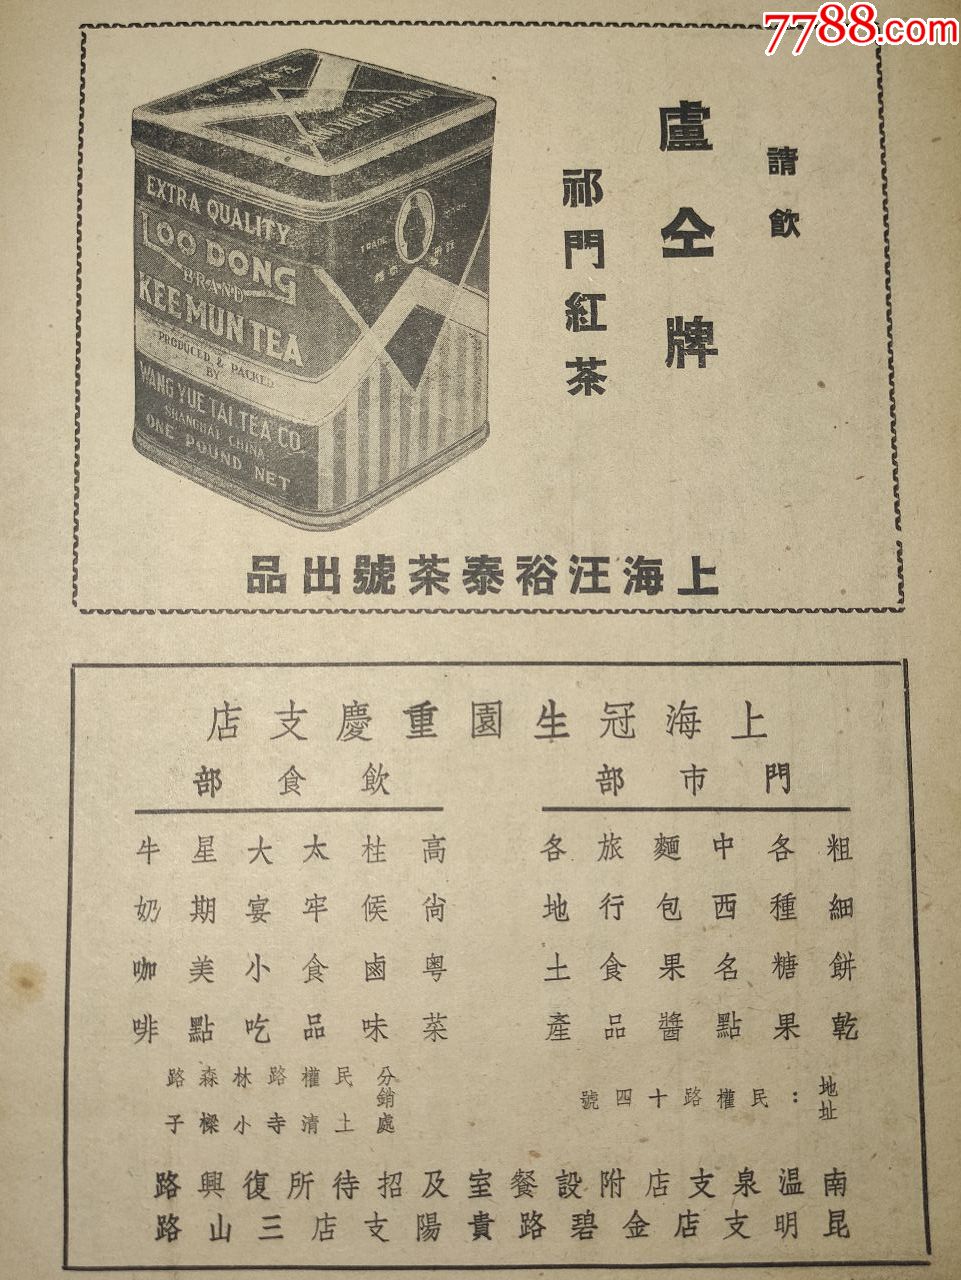 7788.com
請飲
盧仝牌
祁門紅茶
EXTRA QUALITY
LOO DONG
BRAND
KEEMUN TEA
PRODUCED & PACKED
BY
WANG YUE TAI TEA CO.
SHANGHAI CHINA
ONE POUND NET
TRADE MARK
上海汪裕泰茶號出品
上海冠生園重慶支店
門市部
粗細餅乾
各種糖果
中西名點
麵包果醬
旅行食品
各地土產
地址：民權路十四號
飲食部
高尚粵菜
柱候鹵味
太牢食品
大宴小吃
星期美點
牛奶咖啡
分銷處
民權路林森路
土清寺小樑子
南温泉支店附設餐室及招待所復興路
昆明支店金碧路貴陽支店三山路